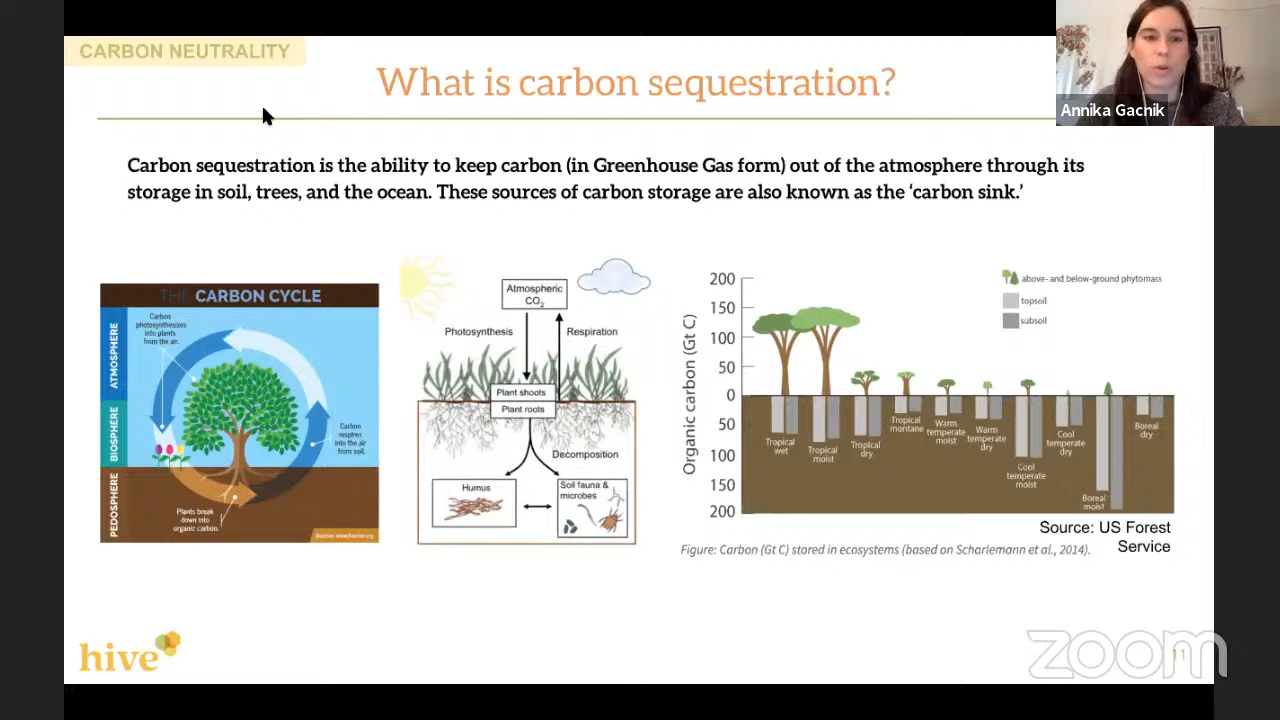 CARBON NEUTRALITY
What is carbon sequestration?
Annika Gacnik
Carbon sequestration is the ability to keep carbon (in Greenhouse Gas form) out of the atmosphere through its
storage in soil, trees, and the ocean. These sources of carbon storage are also known as the ‘carbon sink.’
THE CARBON CYCLE
ATMOSPHERE
BIOSPHERE
PEDOSPHERE
Carbon
photosynthesizes
into plants
from the air.
Carbon
respires
into the air
from soil.
Plants break
down into
organic carbon.
Atmospheric
CO2
Photosynthesis
Respiration
Plant shoots
Plant roots
Decomposition
Humus
Soil fauna &
microbes
Organic carbon (Gt C)
200
150
100
50
0
50
100
150
200
above- and below-ground phytomass
topsoil
subsoil
Tropical
wet
Tropical
moist
Tropical
dry
Tropical
montane
Warm
temperate
moist
Warm
temperate
dry
Cool
temperate
moist
Cool
temperate
dry
Boreal
moist
Boreal
dry
Source: US Forest
Service
Figure: Carbon (Gt C) stored in ecosystems (based on Scharlemann et al., 2014).
hive
zoom
11